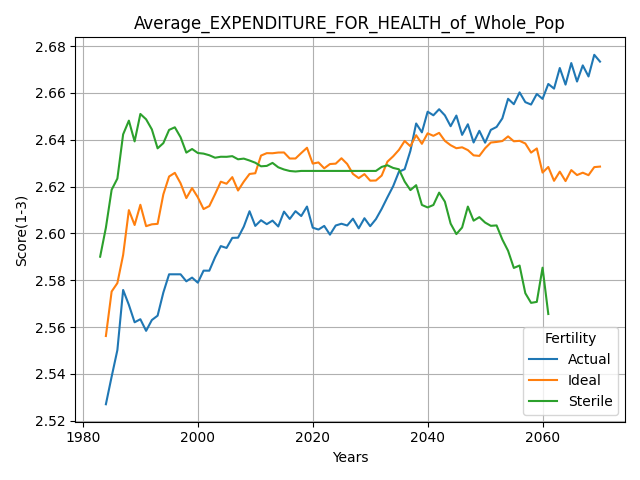 Average_EXPENDITURE_FOR_HEALTH_of_Whole_Pop
2.68
2.66
2.64
2.62
2.60
2.58
2.56
2.54
2.52
Score(1-3)
1980
2000
2020
2040
2060
Years
Fertility
Actual
Ideal
Sterile